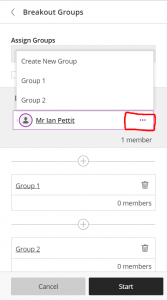 Breakout Groups
Assign Groups
Create New Group
Group 1
Group 2
Mr Ian Pettit
1 member
Group 1
0 members
Group 2
0 members
Cancel
Start